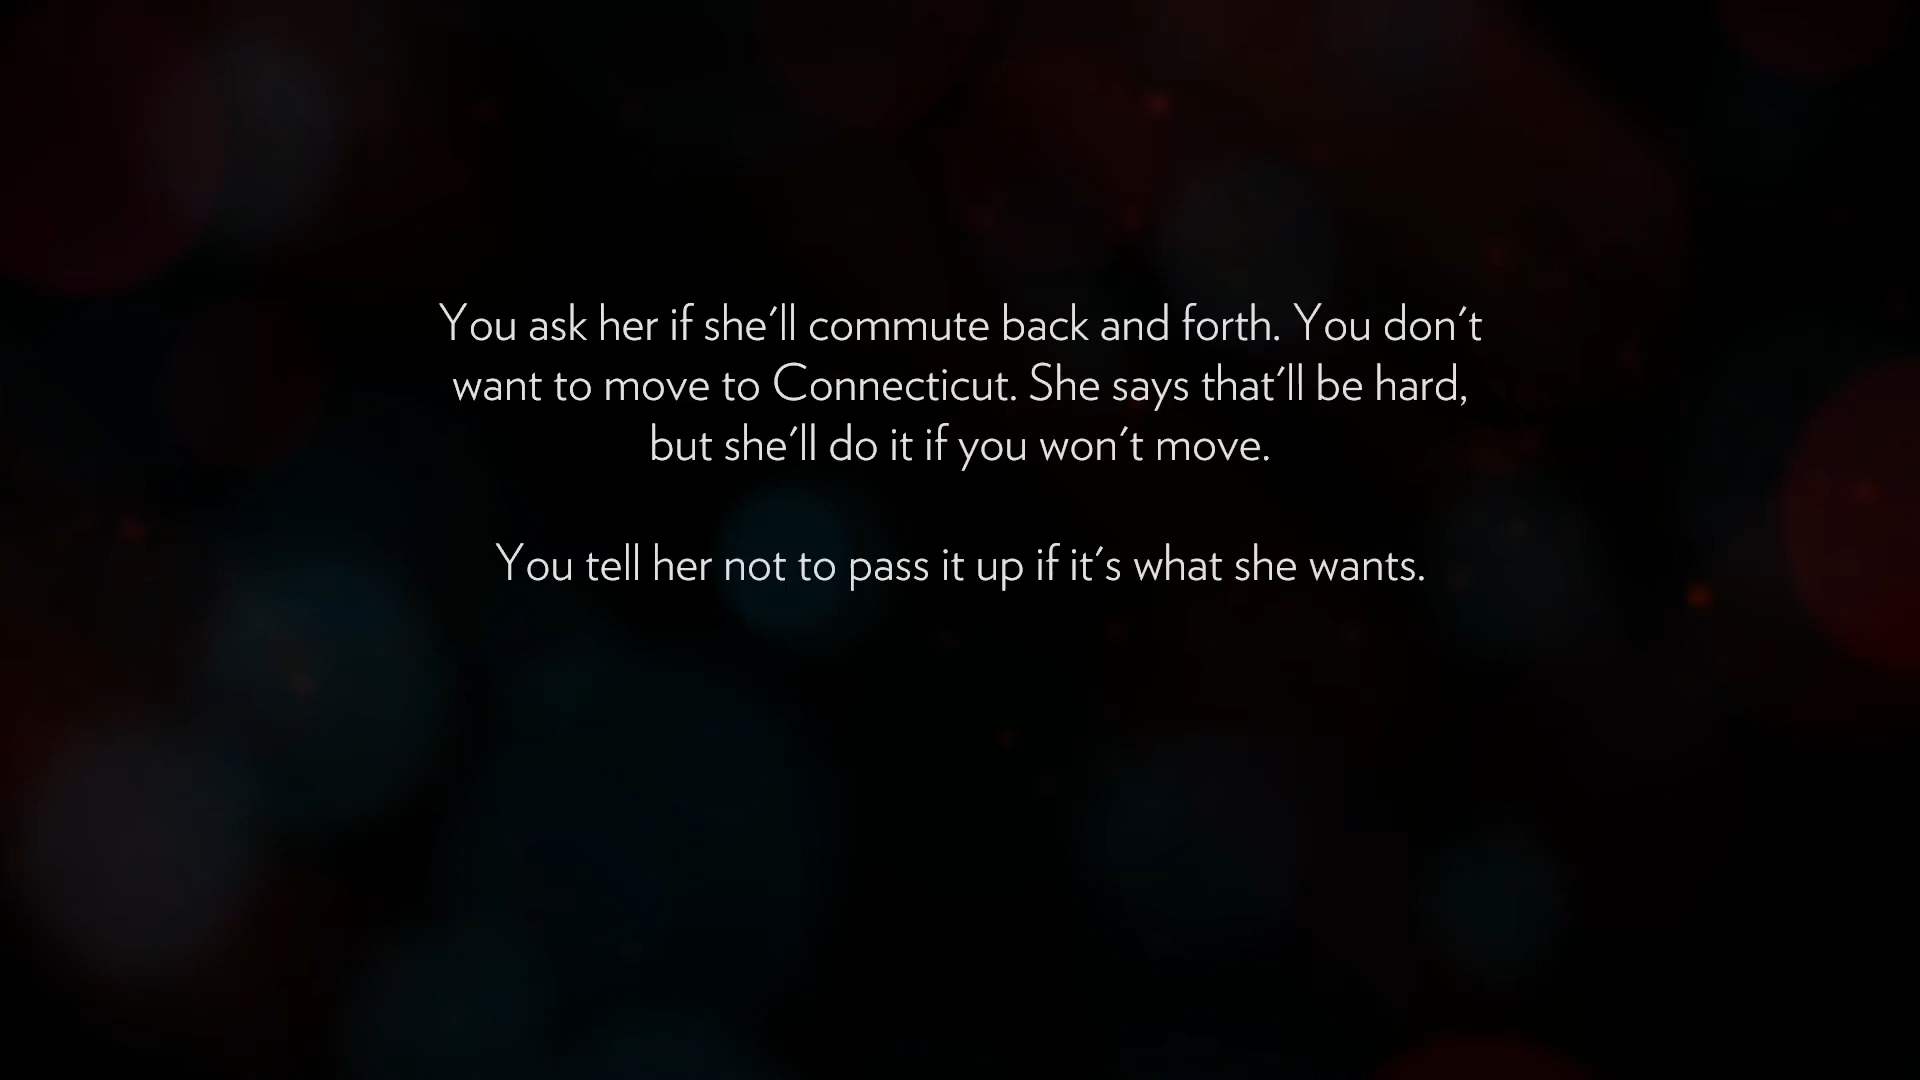 You ask her if she'll commute back and forth. You don't
want to move to Connecticut. She says that'll be hard,
but she'll do it if you won't move.
You tell her not to pass it up if it's what she wants.